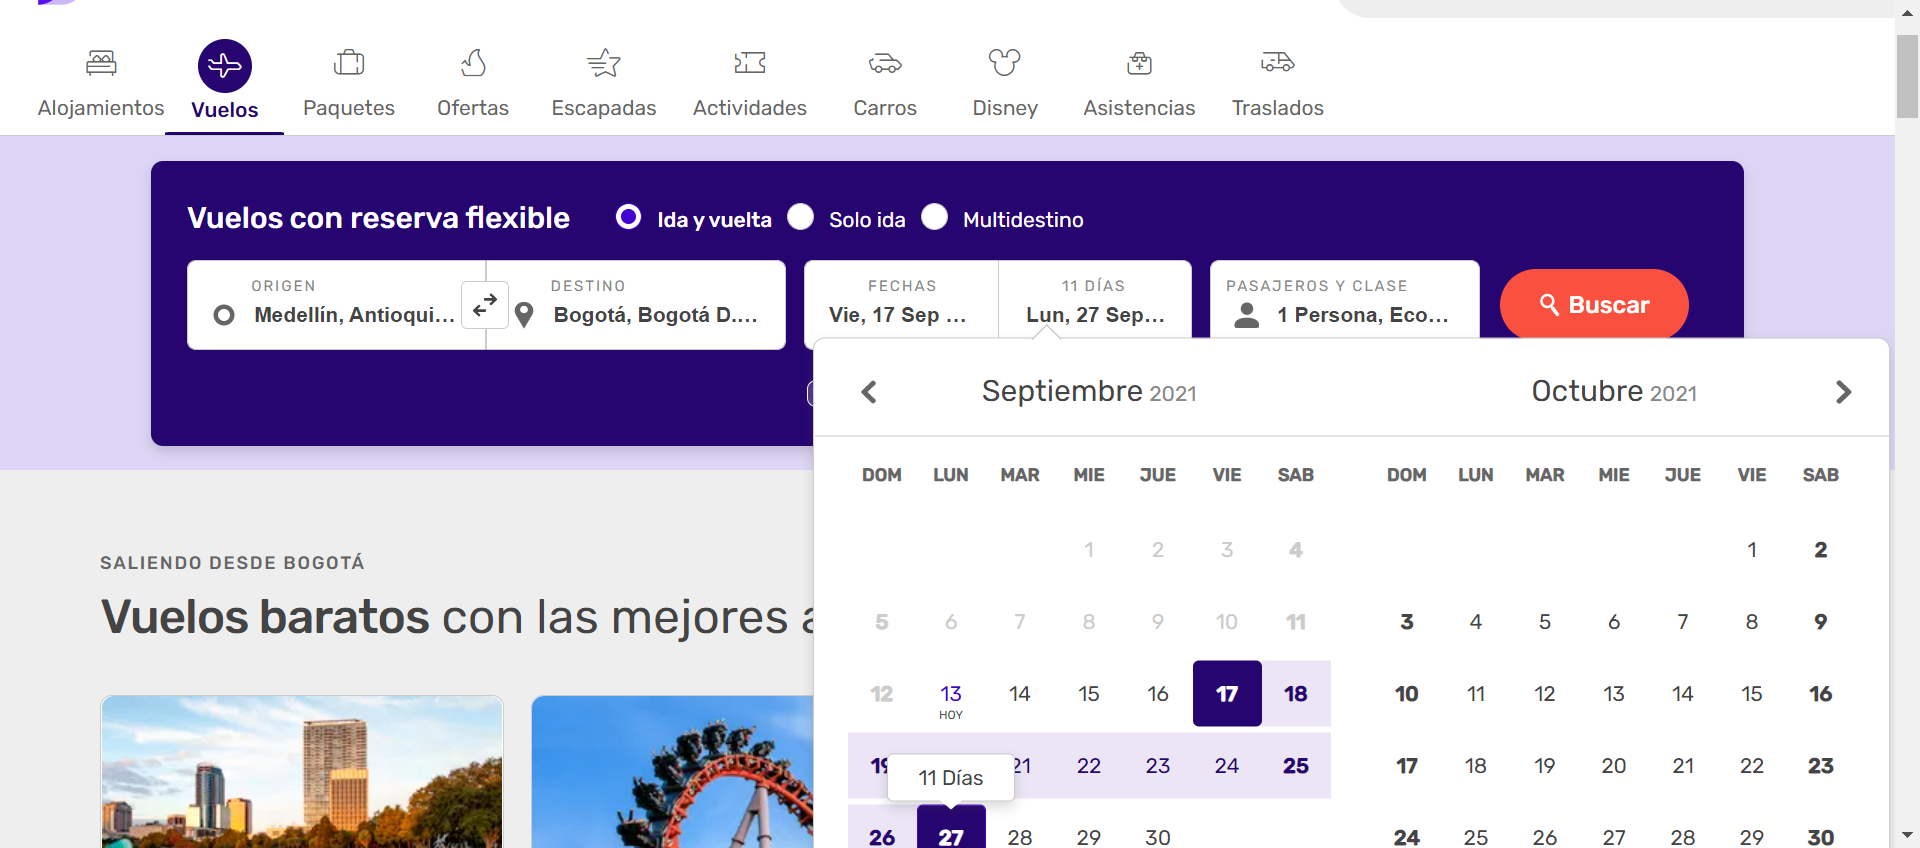 Alojamientos Vuelos Paquetes Ofertas Escapadas Actividades Carros Disney Asistencias Traslados
Vuelos con reserva flexible Ida y vuelta Solo ida Multidestino
ORIGEN DESTINO FECHAS 11 DÍAS PASAJEROS Y CLASE
Medellín, Antioqui... Bogotá, Bogotá D.... Vie, 17 Sep ... Lun, 27 Sep... 1 Persona, Eco... Buscar
Septiembre 2021 Octubre 2021
DOM LUN MAR MIE JUE VIE SAB DOM LUN MAR MIE JUE VIE SAB
1 2 3 4 1 2
5 6 7 8 9 10 11 3 4 5 6 7 8 9
12 13 14 15 16 17 18 10 11 12 13 14 15 16
HOY
19 21 22 23 24 25 17 18 19 20 21 22 23
11 Días
26 27 28 29 30 24 25 26 27 28 29 30
SALIENDO DESDE BOGOTÁ
Vuelos baratos con las mejores